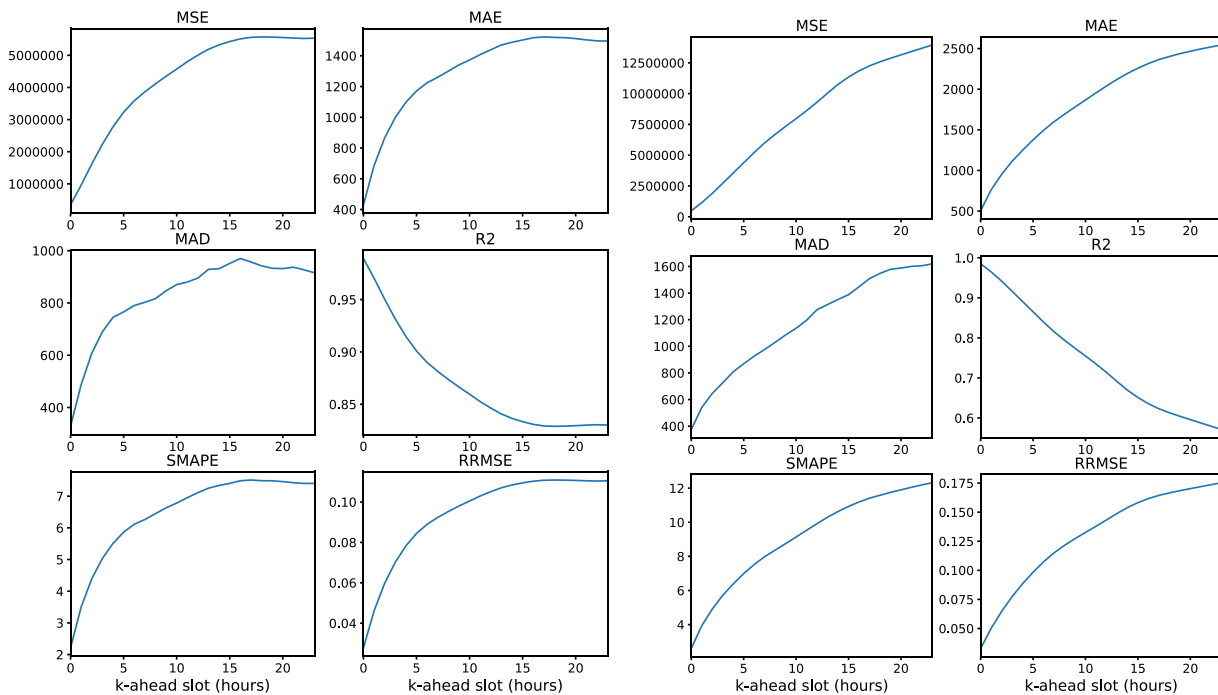 MSE
5000000
4000000
3000000
2000000
1000000
0 5 10 15 20
MAE
1400
1200
1000
800
600
400
0 5 10 15 20
MSE
12500000
10000000
7500000
5000000
2500000
0
0 5 10 15 20
MAE
2500
2000
1500
1000
500
0 5 10 15 20
MAD
1000
800
600
400
0 5 10 15 20
R2
0.95
0.90
0.85
0 5 10 15 20
MAD
1600
1400
1200
1000
800
600
400
0 5 10 15 20
R2
1.0
0.9
0.8
0.7
0.6
0 5 10 15 20
SMAPE
7
6
5
4
3
2
0 5 10 15 20
k-ahead slot (hours)
RRMSE
0.10
0.08
0.06
0.04
0 5 10 15 20
k-ahead slot (hours)
SMAPE
12
10
8
6
4
0 5 10 15 20
k-ahead slot (hours)
RRMSE
0.175
0.150
0.125
0.100
0.075
0.050
0 5 10 15 20
k-ahead slot (hours)